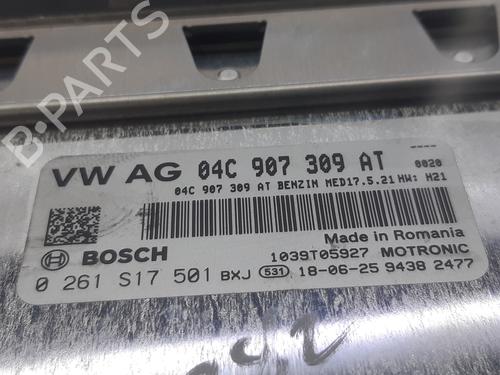 VW AG 04C 907 309 AT 0020
04C 907 309 AT BENZIN MED17.5.21 HW: H21
Made in Romania
BOSCH 1039T05927 MOTRONIC
0 261 S17 501 BXJ 531 18-06-25 9438 2477
B-PARTS